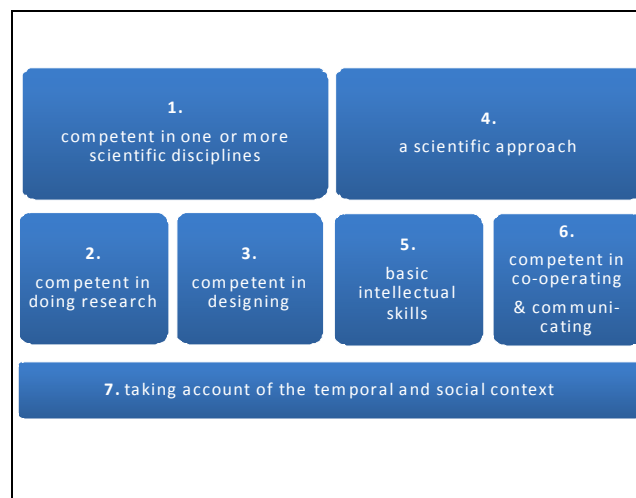 1.
competent in one or more
scientific disciplines
4.
a scientific approach
2.
competent in
doing research
3.
competent in
designing
5.
basic
intellectual
skills
6.
competent in
co-operating
& communi-
cating
7. taking account of the temporal and social context